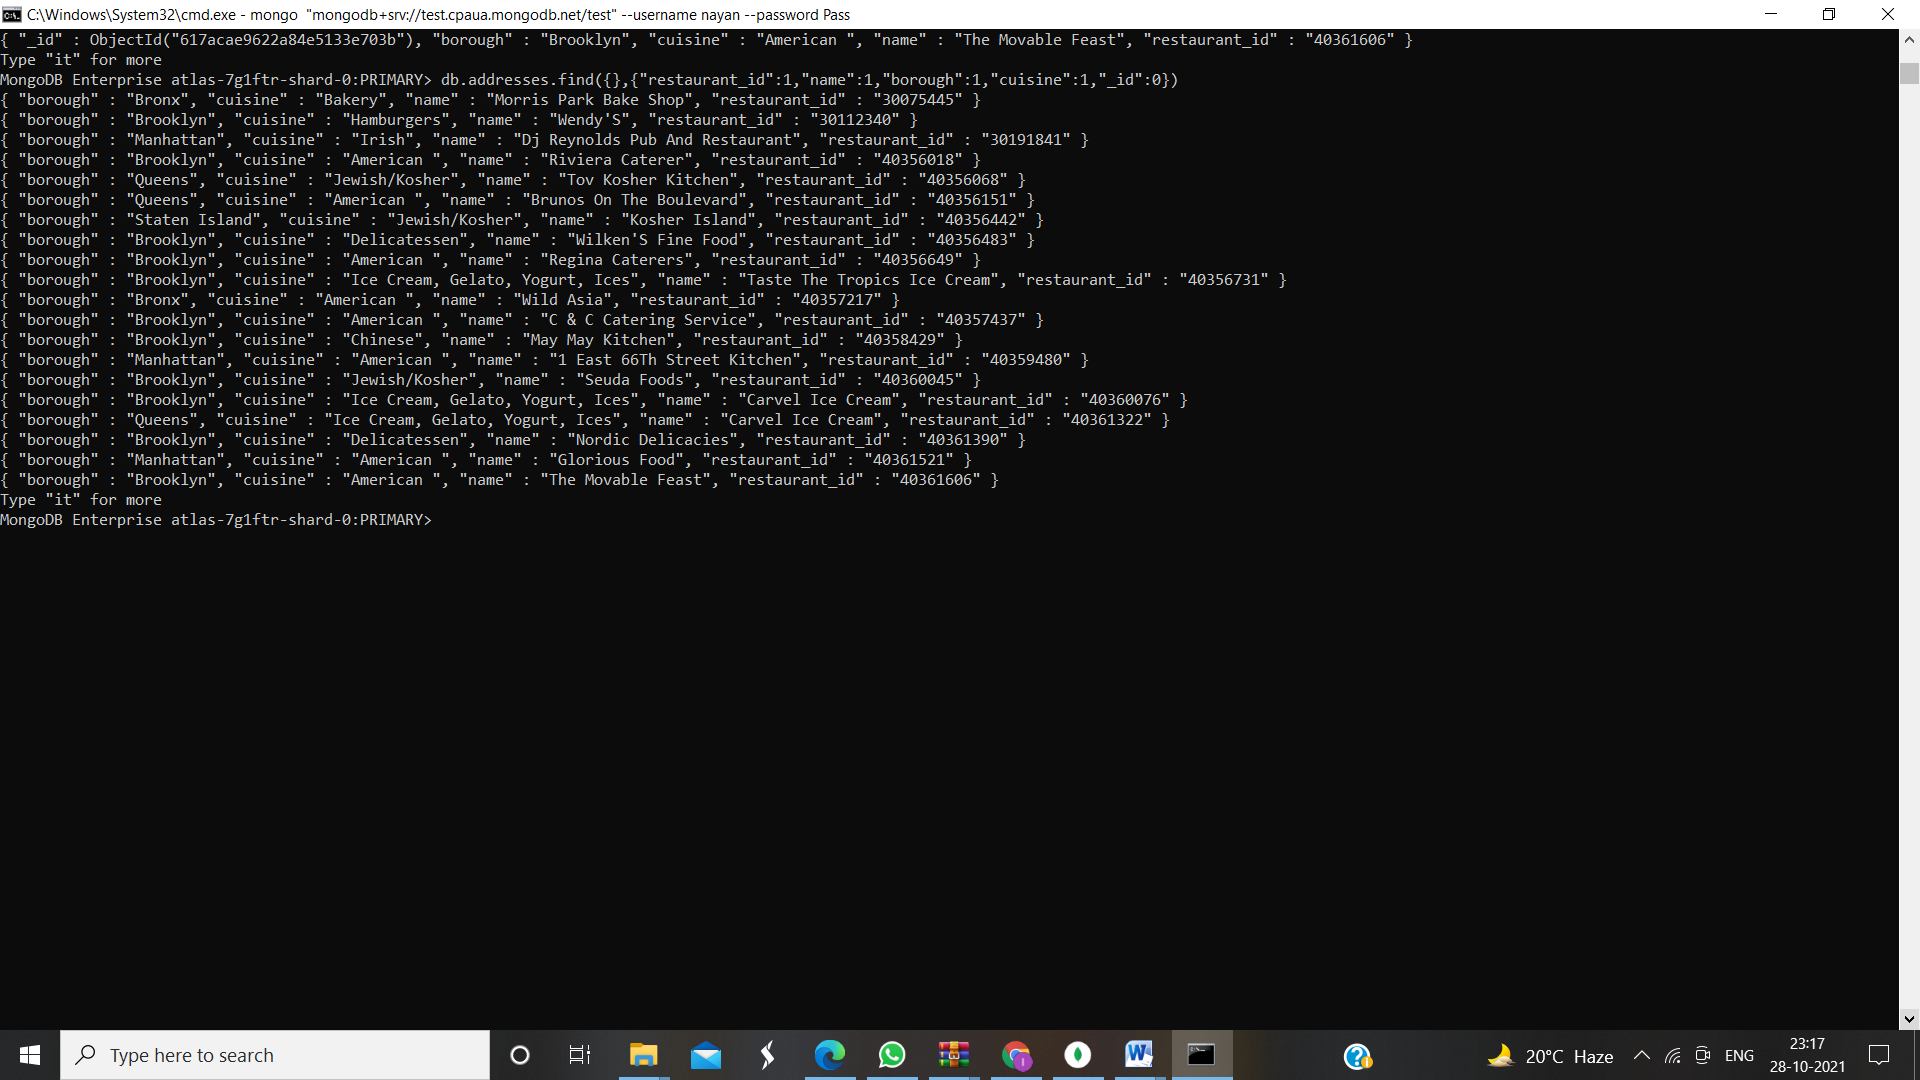 C:\Windows\System32\cmd.exe - mongo  "mongodb+srv://test.cpaua.mongodb.net/test" --username nayan --password Pass
{ "_id" : ObjectId("617acae9622a84e5133e703b"), "borough" : "Brooklyn", "cuisine" : "American ", "name" : "The Movable Feast", "restaurant_id" : "40361606" }
Type "it" for more
MongoDB Enterprise atlas-7g1ftr-shard-0:PRIMARY> db.addresses.find({},{"restaurant_id":1,"name":1,"borough":1,"cuisine":1,"_id":0})
{ "borough" : "Bronx", "cuisine" : "Bakery", "name" : "Morris Park Bake Shop", "restaurant_id" : "30075445" }
{ "borough" : "Brooklyn", "cuisine" : "Hamburgers", "name" : "Wendy'S", "restaurant_id" : "30112340" }
{ "borough" : "Manhattan", "cuisine" : "Irish", "name" : "Dj Reynolds Pub And Restaurant", "restaurant_id" : "30191841" }
{ "borough" : "Brooklyn", "cuisine" : "American ", "name" : "Riviera Caterer", "restaurant_id" : "40356018" }
{ "borough" : "Queens", "cuisine" : "Jewish/Kosher", "name" : "Tov Kosher Kitchen", "restaurant_id" : "40356068" }
{ "borough" : "Queens", "cuisine" : "American ", "name" : "Brunos On The Boulevard", "restaurant_id" : "40356151" }
{ "borough" : "Staten Island", "cuisine" : "Jewish/Kosher", "name" : "Kosher Island", "restaurant_id" : "40356442" }
{ "borough" : "Brooklyn", "cuisine" : "Delicatessen", "name" : "Wilken'S Fine Food", "restaurant_id" : "40356483" }
{ "borough" : "Brooklyn", "cuisine" : "American ", "name" : "Regina Caterers", "restaurant_id" : "40356649" }
{ "borough" : "Brooklyn", "cuisine" : "Ice Cream, Gelato, Yogurt, Ices", "name" : "Taste The Tropics Ice Cream", "restaurant_id" : "40356731" }
{ "borough" : "Bronx", "cuisine" : "American ", "name" : "Wild Asia", "restaurant_id" : "40357217" }
{ "borough" : "Brooklyn", "cuisine" : "American ", "name" : "C & C Catering Service", "restaurant_id" : "40357437" }
{ "borough" : "Brooklyn", "cuisine" : "Chinese", "name" : "May May Kitchen", "restaurant_id" : "40358429" }
{ "borough" : "Manhattan", "cuisine" : "American ", "name" : "1 East 66Th Street Kitchen", "restaurant_id" : "40359480" }
{ "borough" : "Brooklyn", "cuisine" : "Jewish/Kosher", "name" : "Seuda Foods", "restaurant_id" : "40360045" }
{ "borough" : "Brooklyn", "cuisine" : "Ice Cream, Gelato, Yogurt, Ices", "name" : "Carvel Ice Cream", "restaurant_id" : "40360076" }
{ "borough" : "Queens", "cuisine" : "Ice Cream, Gelato, Yogurt, Ices", "name" : "Carvel Ice Cream", "restaurant_id" : "40361322" }
{ "borough" : "Brooklyn", "cuisine" : "Delicatessen", "name" : "Nordic Delicacies", "restaurant_id" : "40361390" }
{ "borough" : "Manhattan", "cuisine" : "American ", "name" : "Glorious Food", "restaurant_id" : "40361521" }
{ "borough" : "Brooklyn", "cuisine" : "American ", "name" : "The Movable Feast", "restaurant_id" : "40361606" }
Type "it" for more
MongoDB Enterprise atlas-7g1ftr-shard-0:PRIMARY>
Type here to search
20°C Haze
ENG
23:17
28-10-2021